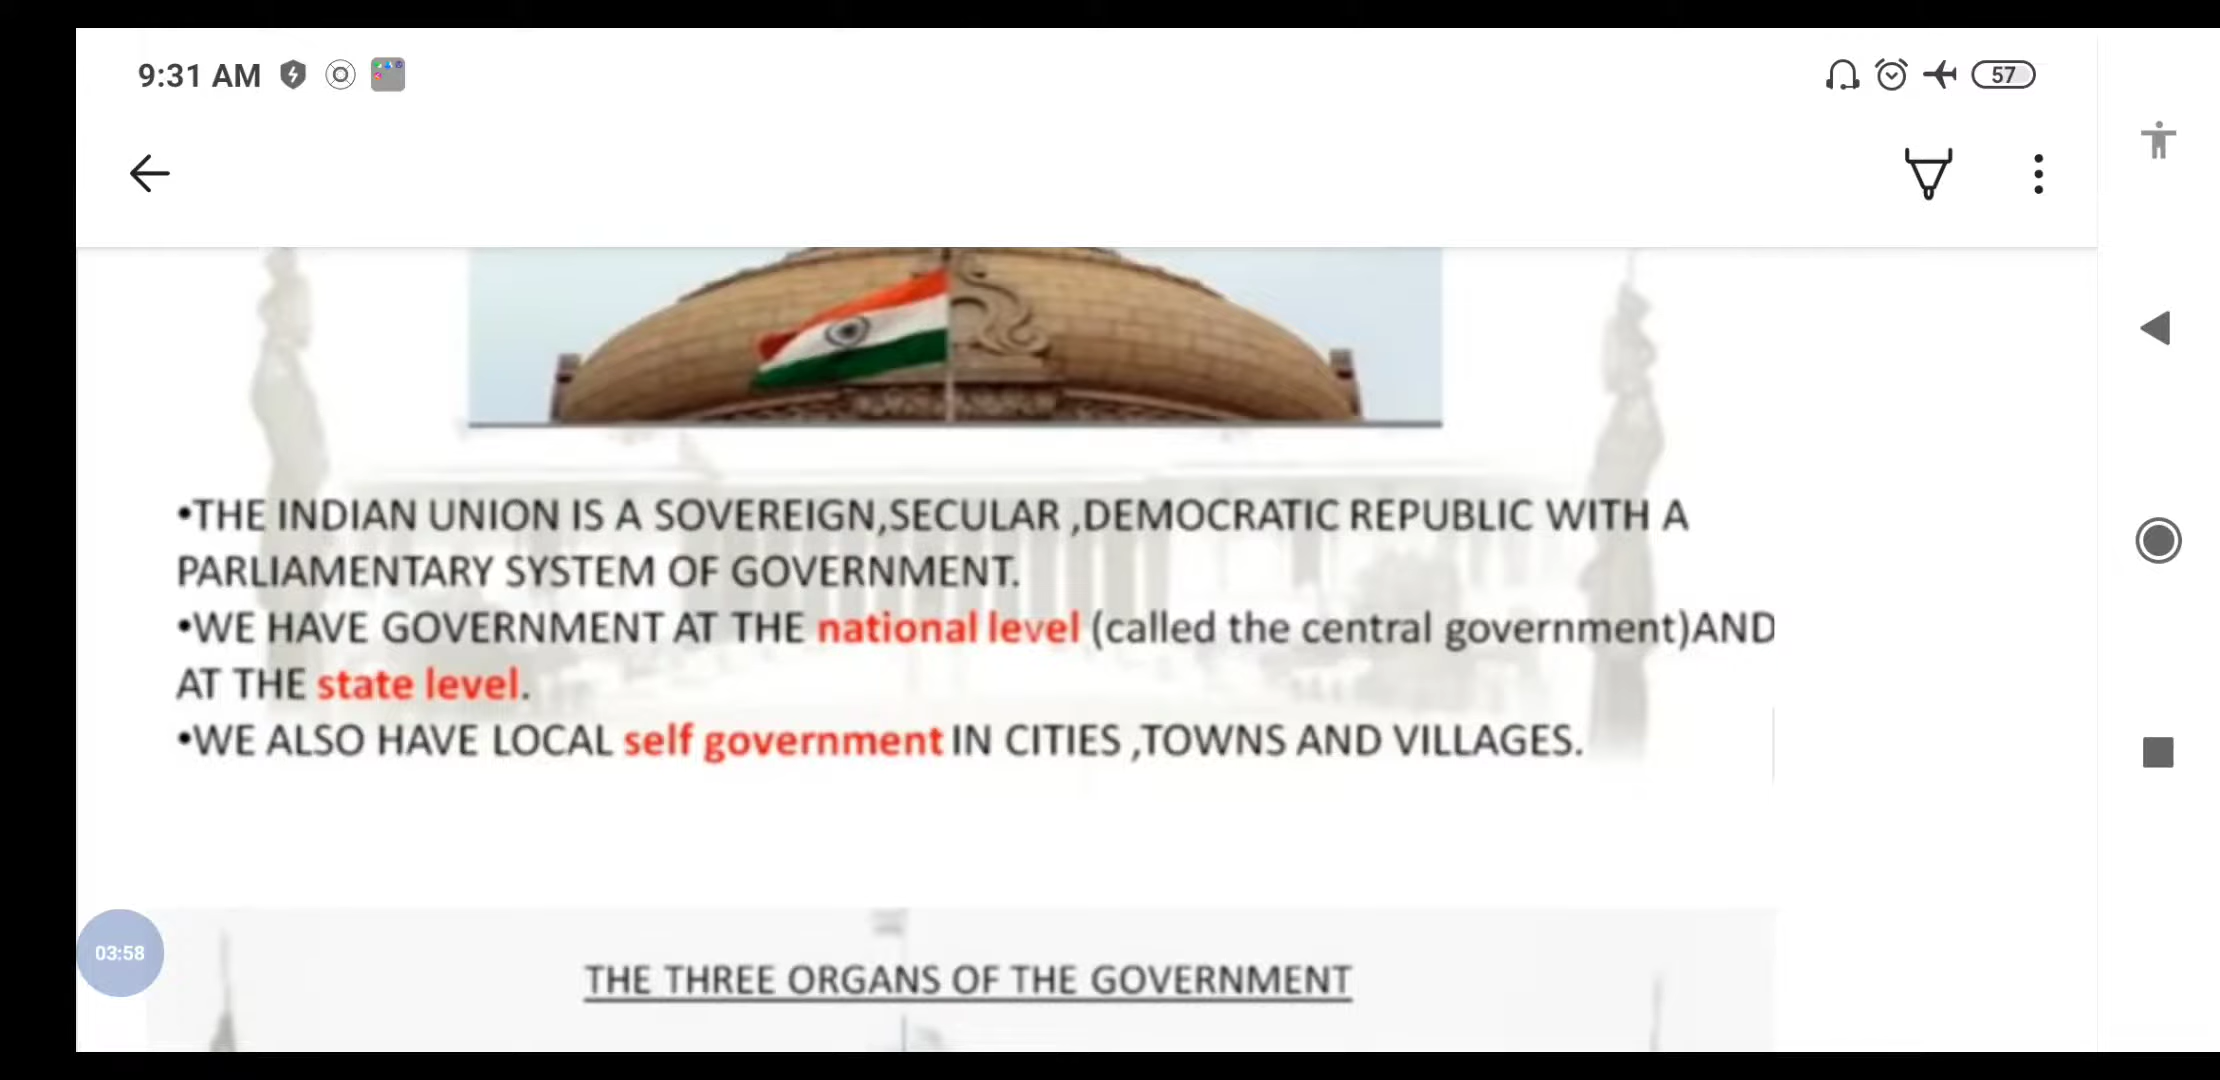 9:31 AM
57
•THE INDIAN UNION IS A SOVEREIGN,SECULAR ,DEMOCRATIC REPUBLIC WITH A
PARLIAMENTARY SYSTEM OF GOVERNMENT.
•WE HAVE GOVERNMENT AT THE national level (called the central government)AND
AT THE state level.
•WE ALSO HAVE LOCAL self government IN CITIES ,TOWNS AND VILLAGES.
03:58
THE THREE ORGANS OF THE GOVERNMENT